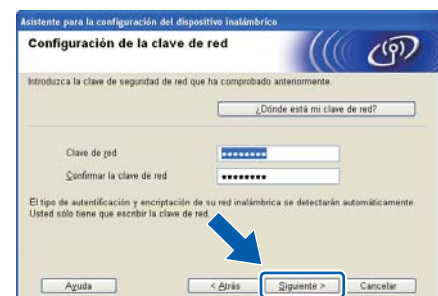 Asistente para la configuración del dispositivo inalámbrico
Configuración de la clave de red
Introduzca la clave de seguridad de red que ha comprobado anteriormente.
¿Dónde está mi clave de red?
Clave de red
Confirmar la clave de red
El tipo de autentificación y encriptación de su red inalámbrica se detectarán automáticamente.
Usted sólo tiene que escribir la clave de red.
Ayuda
< Atrás
Siguiente >
Cancelar